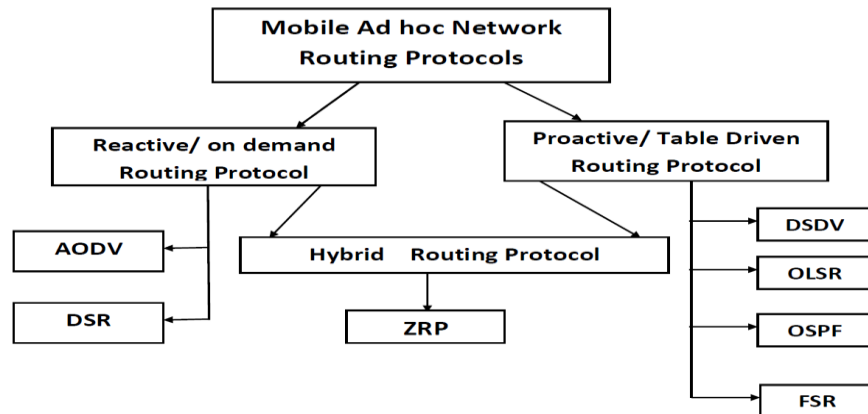 Mobile Ad hoc Network
Routing Protocols
Reactive/ on demand
Routing Protocol
Proactive/ Table Driven
Routing Protocol
AODV
DSR
Hybrid Routing Protocol
ZRP
DSDV
OLSR
OSPF
FSR